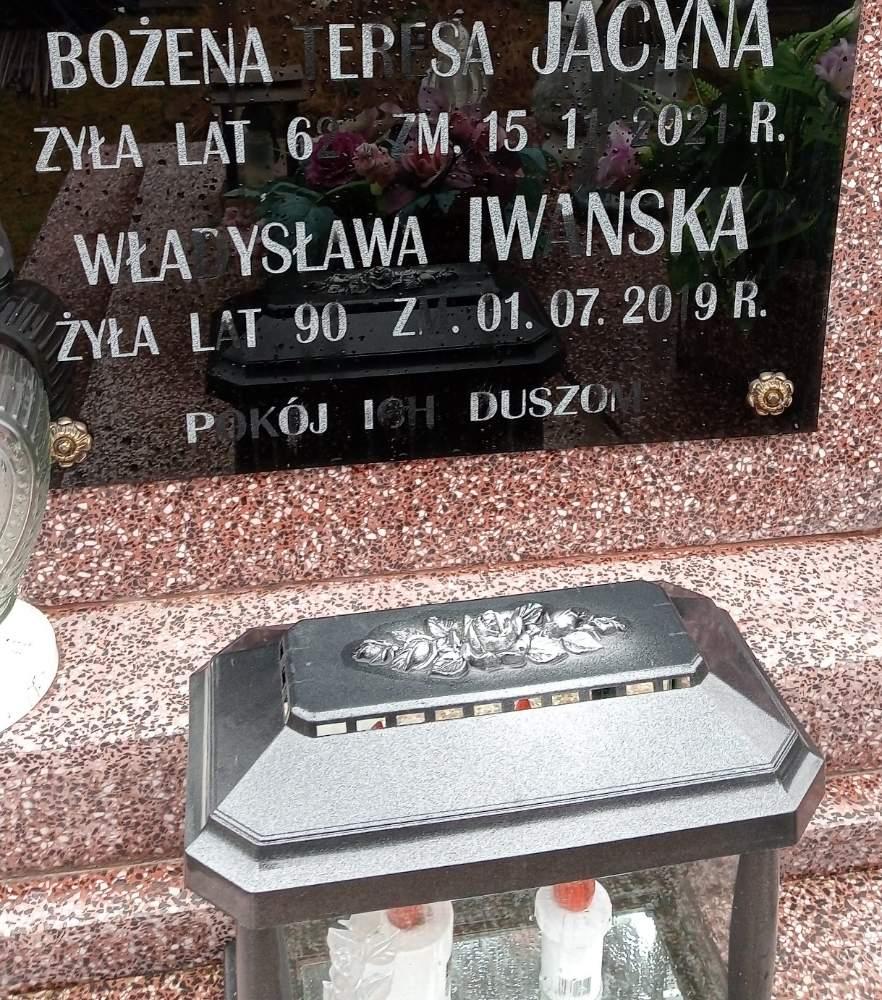 BOŻENA TERESA JACYNA
ŻYŁA LAT ZM. 15 11 2021 R.
WŁADYSŁAWA IWANSKA
ŻYŁA LAT 90 ZM. 01. 07. 2019 R.
POKÓJ ICH DUSZOM